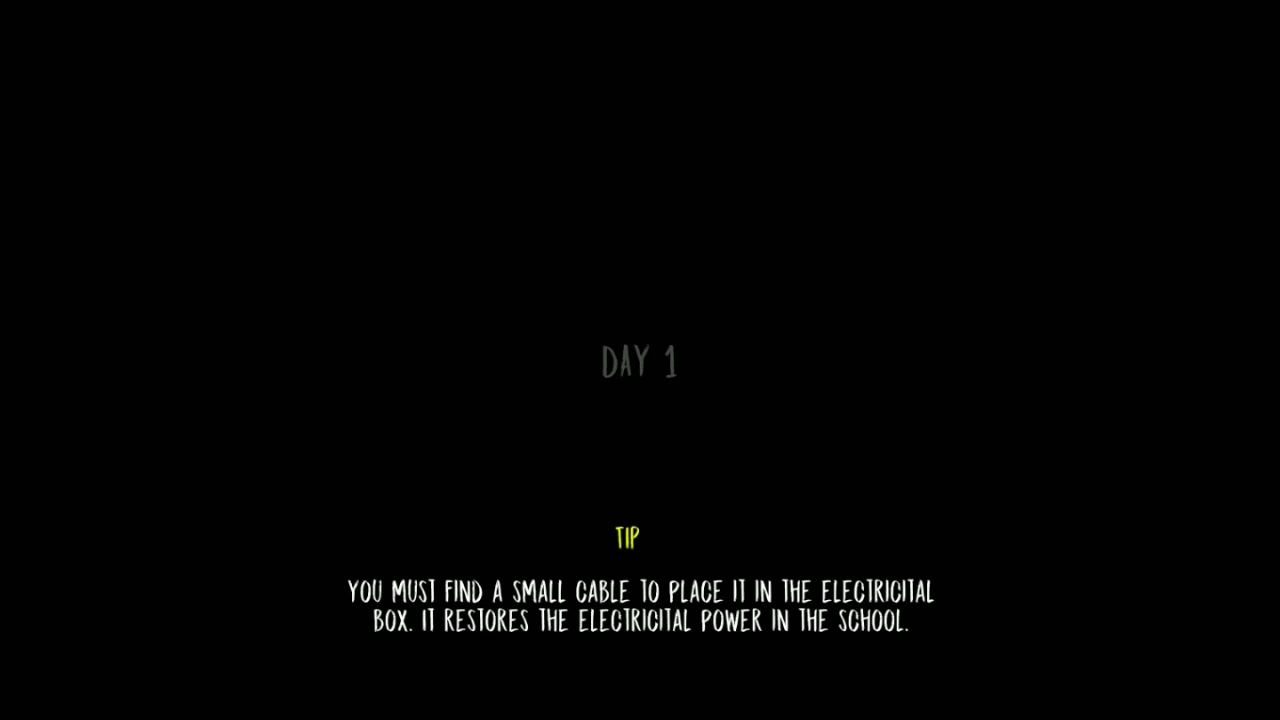 DAY 1
TIP
YOU MUST FIND A SMALL CABLE TO PLACE IT IN THE ELECTRICITAL
BOX. IT RESTORES THE ELECTRICITAL POWER IN THE SCHOOL.